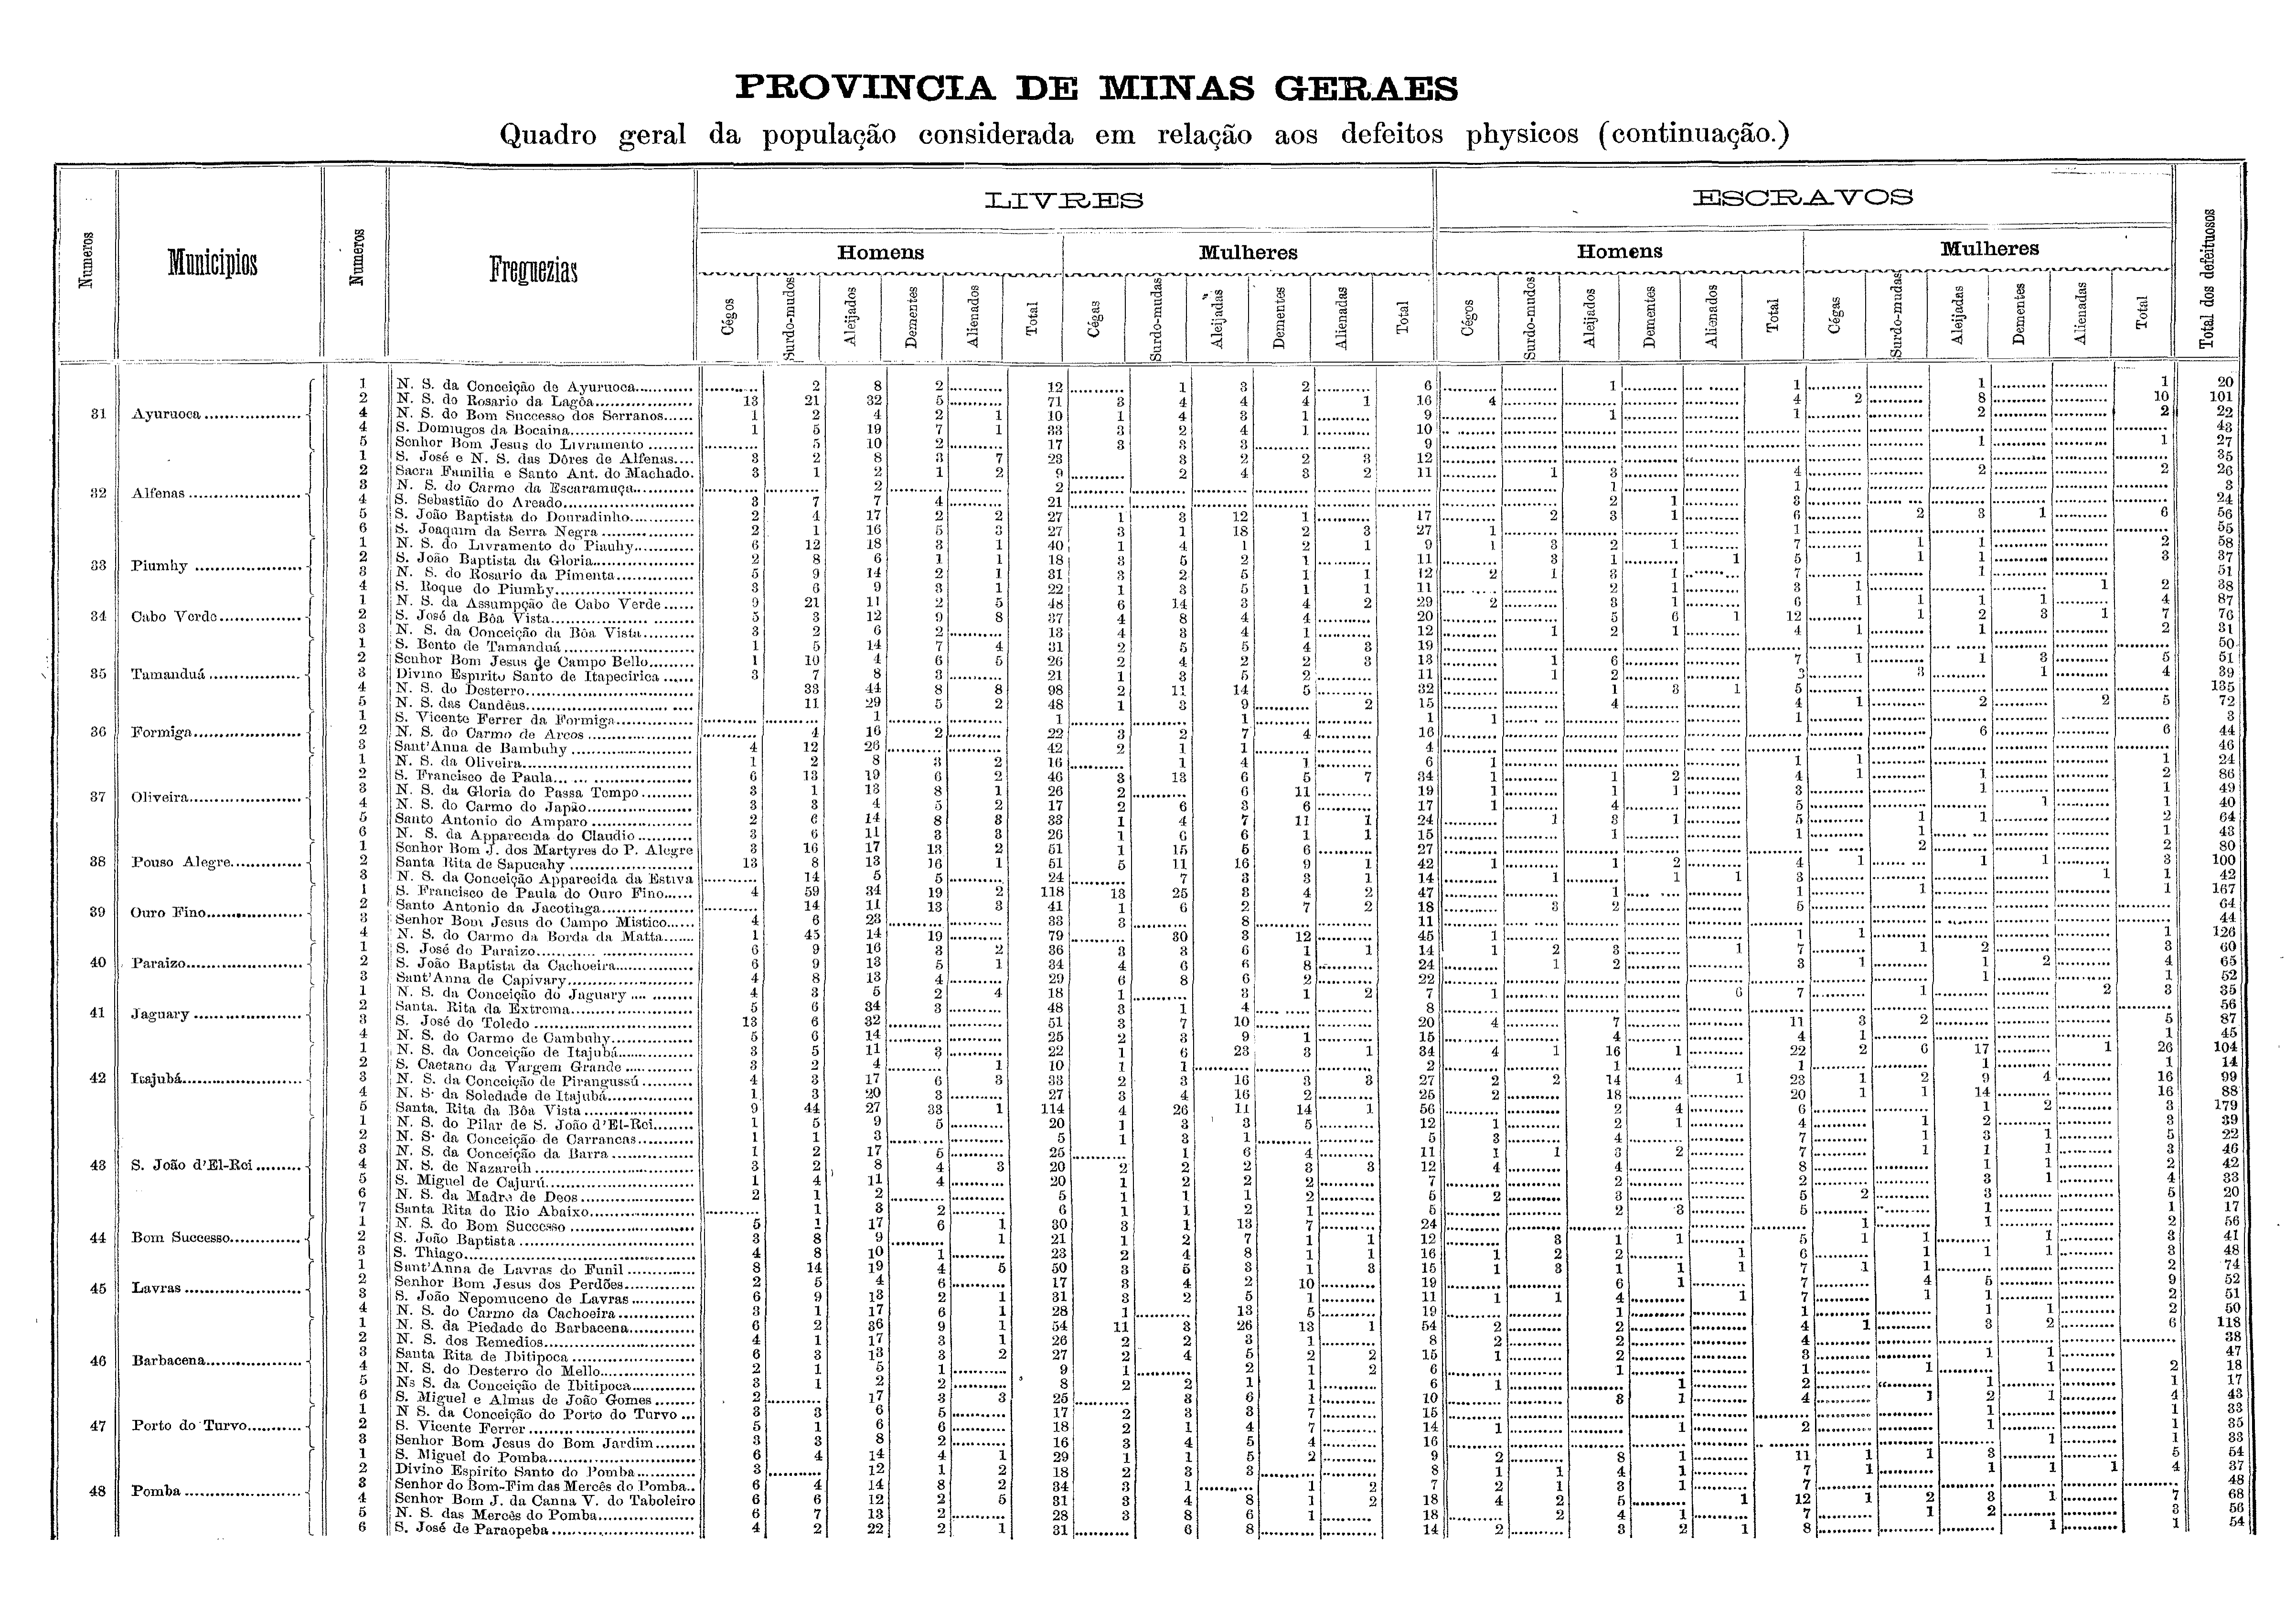 PROVINCIA DE MINAS GERAES
Quadro geral da população considerada em relação aos defeitos physicos (continuação.)
LIVRES ESCRAVOS
Homens Mulheres Homens Mulheres
Numeros Municipios Numeros Freguezias Cégos Surdo-mudos Aleijados Dementes Alienados Total Cégas Surdo-mudas Aleijadas Dementes Alienadas Total Cégos Surdo-mudos Aleijados Dementes Alienados Total Cégas Surdo-mudas Aleijadas Dementes Alienadas Total Total dos defeituosos
1 N. S. da Conceição de Ayuruoca 2 8 2 12 1 3 2 6 1 1 1 1 20
2 N. S. do Rosario da Lagôa 13 21 32 5 71 3 4 4 4 1 16 4 4 2 8 10 101
31 Ayuruoca 4 N. S. do Bom Successo dos Serranos 1 2 4 2 1 10 1 4 3 1 9 1 1 2 2 22
4 S. Domingos da Bocaina 1 5 19 7 1 33 3 2 4 1 10 43
5 Senhor Bom Jesus do Livramento 5 10 2 17 3 3 3 9 1 1 27
1 S. José e N. S. das Dôres de Alfenas 3 2 8 3 7 23 3 2 2 3 12 35
2 Sacra Familia e Santo Ant. do Machado. 3 1 2 1 2 9 2 4 3 2 11 1 3 4 2 2 26
3 N. S. do Carmo da Escaramuça 2 2 1 1 3
32 Alfenas 4 S. Sebastião do Areado 3 7 7 4 21 2 1 3 24
5 S. João Baptista do Douradinho 2 4 17 2 2 27 1 3 12 1 17 2 3 1 6 2 3 1 6 56
6 S. Joaquim da Serra Negra 2 1 16 5 3 27 3 1 18 2 3 27 1 1 55
1 N. S. do Livramento do Piauhy 6 12 18 3 1 40 1 4 1 2 1 9 1 3 2 1 7 1 1 2 58
33 Piumhy 2 S. João Baptista da Gloria 2 8 6 1 1 18 3 5 2 1 11 3 1 1 5 1 1 1 3 37
3 N. S. do Rosario da Pimenta 5 9 14 2 1 31 3 2 5 1 1 12 2 1 3 1 7 1 51
4 S. Roque do Piumhy 3 6 9 3 1 22 1 3 5 1 1 11 2 1 3 1 1 2 38
1 N. S. da Assumpção de Cabo Verde 9 21 11 2 5 48 6 14 3 4 2 29 2 3 1 6 1 1 1 1 4 87
34 Cabo Verde 2 S. José da Bôa Vista 5 3 12 9 8 37 4 8 4 4 20 5 6 1 12 1 2 3 1 7 76
3 N. S. da Conceição da Bôa Vista 3 2 6 2 13 4 3 4 1 12 1 2 1 4 1 1 2 31
1 S. Bento de Tamanduá 1 5 14 7 4 31 2 5 5 4 3 19 50
2 Senhor Bom Jesus de Campo Bello 1 10 4 6 5 26 2 4 2 2 3 13 1 6 7 1 1 3 5 51
35 Tamanduá 3 Divino Espirito Santo de Itapecirica 3 7 8 3 21 1 3 5 2 11 1 2 3 3 1 4 39
4 N. S. do Desterro 33 44 8 8 98 2 11 14 5 32 1 3 1 5 135
5 N. S. das Candêas 11 29 5 2 48 1 3 9 2 15 4 4 1 2 2 5 72
1 S. Vicente Ferrer da Formiga 1 1 1 1 1 1 3
36 Formiga 2 N. S. do Carmo de Arcos 4 16 2 22 3 2 7 4 16 6 6 44
3 Sant'Anna de Bambuhy 4 12 26 42 2 1 1 4 46
1 N. S. da Oliveira 1 2 8 3 2 16 1 4 1 6 1 1 1 1 24
2 S. Francisco de Paula 6 13 19 6 2 46 3 13 6 5 7 34 1 1 2 4 1 1 2 86
37 Oliveira 3 N. S. da Gloria do Passa Tempo 3 1 13 8 1 26 2 6 11 19 1 1 1 3 1 1 49
4 N. S. do Carmo do Japão 3 3 4 5 2 17 2 6 3 6 17 1 4 5 1 1 40
5 Santo Antonio do Amparo 2 6 14 8 3 33 1 4 7 11 1 24 1 3 1 5 1 1 2 64
6 N. S. da Apparecida do Claudio 3 6 11 3 3 26 1 6 6 1 1 15 1 1 1 1 43
1 Senhor Bom J. dos Martyres do P. Alegre 3 16 17 13 2 51 1 15 5 6 27 2 2 80
38 Pouso Alegre 2 Santa Rita de Sapucahy 13 8 13 16 1 51 5 11 16 9 1 42 1 1 2 4 1 1 1 3 100
3 N. S. da Conceição Apparecida da Estiva 14 5 5 24 7 3 3 1 14 1 1 1 3 1 1 42
1 S. Francisco de Paula do Ouro Fino 4 59 34 19 2 118 13 25 3 4 2 47 1 1 1 1 167
39 Ouro Fino 2 Santo Antonio da Jacotinga 14 11 13 3 41 1 6 2 7 2 18 3 2 5 64
3 Senhor Bom Jesus do Campo Mistico 4 6 23 33 3 8 11 44
4 N. S. do Carmo da Borda da Matta 1 45 14 19 79 30 3 12 45 1 1 1 1 126
1 S. José do Paraizo 6 9 16 3 2 36 3 3 6 1 1 14 1 2 3 1 7 1 2 3 60
40 Paraizo 2 S. João Baptista da Cachoeira 6 9 13 5 1 34 4 6 6 8 24 1 2 3 1 1 2 4 65
3 Sant'Anna de Capivary 4 8 13 4 29 6 8 6 2 22 1 1 52
1 N. S. da Conceição do Jaguary 4 3 5 2 4 18 1 3 1 2 7 1 6 7 1 2 3 35
41 Jaguary 2 Santa. Rita da Extrema 5 6 34 3 48 3 1 4 8 56
3 S. José do Toledo 13 6 32 51 3 7 10 20 4 7 11 3 2 5 87
4 N. S. do Carmo de Cambuhy 5 6 14 25 2 3 9 1 15 4 4 1 1 45
1 N. S. da Conceição de Itajubá 3 5 11 3 22 1 6 23 3 1 34 4 1 16 1 22 2 6 17 1 26 104
2 S. Caetano da Vargem Grande 3 2 4 1 10 1 1 2 1 1 1 1 14
42 Itajubá 3 N. S. da Conceição de Pirangussú 4 3 17 6 3 33 2 3 16 3 3 27 2 2 14 4 1 23 1 2 9 4 16 99
4 N. S. da Soledade de Itajubá 1 3 20 3 27 3 4 16 2 25 2 18 20 1 1 14 16 88
5 Santa. Rita da Bôa Vista 9 44 27 33 1 114 4 26 11 14 1 56 2 4 6 1 2 3 179
1 N. S. do Pilar de S. João d'El-Rei 1 5 9 5 20 1 3 3 5 12 1 2 1 4 1 2 3 39
2 N. S. da Conceição de Carrancas 1 1 3 5 1 3 1 5 3 4 7 1 3 1 5 22
3 N. S. da Conceição da Barra 1 2 17 5 25 1 6 4 11 1 1 3 2 7 1 1 1 3 46
43 S. João d'El-Rei 4 N. S. de Nazareth 3 2 8 4 3 20 2 2 2 3 3 12 4 4 8 1 1 2 42
5 S. Miguel de Cajurú 1 4 11 4 20 1 2 2 2 7 2 2 3 1 4 33
6 N. S. da Madre de Deos 2 1 2 5 1 1 1 2 5 2 3 5 2 3 5 20
7 Santa Rita do Rio Abaixo 1 3 2 6 1 1 2 1 5 2 3 5 1 1 17
1 N. S. do Bom Successo 5 1 17 6 1 30 3 1 13 7 24 1 1 2 56
44 Bom Successo 2 S. João Baptista 3 8 9 1 21 1 2 7 1 1 12 3 1 1 5 1 1 1 3 41
3 S. Thiago 4 8 10 1 23 2 4 8 1 1 16 1 2 2 1 6 1 1 1 3 48
1 Sant'Anna de Lavras do Funil 8 14 19 4 5 50 3 5 3 1 3 15 1 3 1 1 1 7 1 1 2 74
45 Lavras 2 Senhor Bom Jesus dos Perdões 2 5 4 6 17 3 4 2 10 19 6 1 7 4 5 9 52
3 S. João Nepomuceno de Lavras 6 9 13 2 1 31 3 2 5 1 11 1 1 4 1 7 1 1 2 51
4 N. S. do Carmo da Cachoeira 3 1 17 6 1 28 1 13 5 19 1 1 1 1 2 50
1 N. S. da Piedade do Barbacena 6 2 36 9 1 54 11 3 26 13 1 54 2 2 4 1 3 2 6 118
2 N. S. dos Remedios 4 1 17 3 1 26 2 2 3 1 8 2 2 4 38
46 Barbacena 3 Santa Rita de Ibitipoca 6 3 13 3 2 27 2 4 5 2 2 15 1 2 3 1 1 47
4 N. S. do Desterro do Mello 2 1 5 1 9 1 2 1 2 6 1 1 1 1 2 18
5 Ns S. da Conceição de Ibitipoca 3 1 2 2 8 2 2 1 1 6 1 1 2 1 1 17
6 S. Miguel e Almas de João Gomes 2 17 3 3 25 3 6 1 10 3 1 4 1 2 1 4 43
1 N S. da Conceição do Porto do Turvo 3 3 6 5 17 2 3 3 7 15 1 1 33
47 Porto do Turvo 2 S. Vicente Ferrer 5 1 6 6 18 2 1 4 7 14 1 1 2 1 1 35
3 Senhor Bom Jesus do Bom Jardim 3 3 8 2 16 3 4 5 4 16 1 1 33
1 S. Miguel do Pomba 6 4 14 4 1 29 1 1 5 2 9 2 8 1 11 1 1 3 5 54
2 Divino Espirito Santo do Pomba 3 12 1 2 18 2 3 3 8 1 1 4 1 7 1 1 1 1 4 37
48 Pomba 3 Senhor do Bom-Fim das Mercês do Pomba 6 4 14 8 2 34 3 1 1 2 7 2 1 3 1 7 48
4 Senhor Bom J. da Canna V. do Taboleiro 6 6 12 2 5 31 3 4 8 1 2 18 4 2 5 1 12 1 2 3 1 7 68
5 N. S. das Mercês do Pomba 6 7 13 2 28 3 8 6 1 18 2 4 1 7 1 2 3 56
6 S. José de Paraopeba 4 2 22 2 1 31 6 8 14 2 3 2 1 8 1 1 54